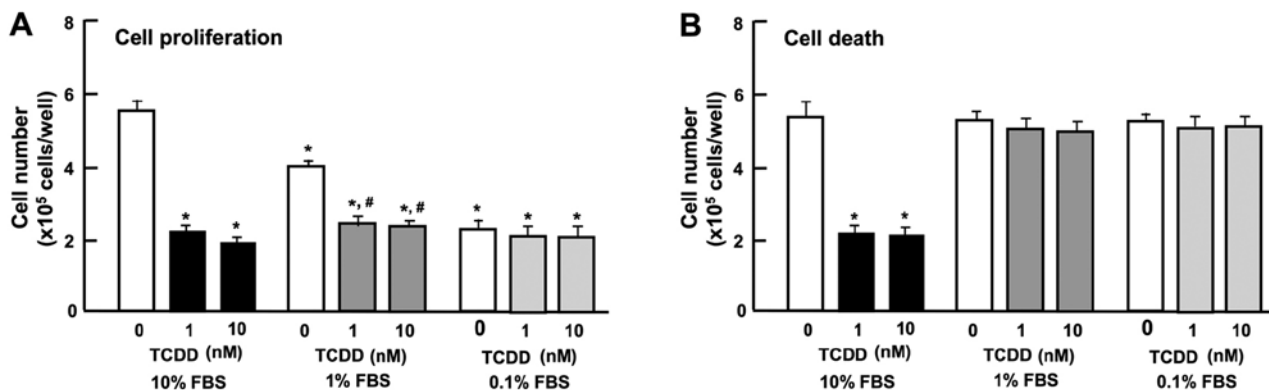 A
Cell proliferation
Cell number
(x10⁵ cells/well)
8
6
4
2
0
*
*
*
*, #
*, #
*
*
*
0 1 10 0 1 10 0 1 10
TCDD (nM) TCDD (nM) TCDD (nM)
10% FBS 1% FBS 0.1% FBS
B
Cell death
Cell number
(x10⁵ cells/well)
8
6
4
2
0
*
*
0 1 10 0 1 10 0 1 10
TCDD (nM) TCDD (nM) TCDD (nM)
10% FBS 1% FBS 0.1% FBS